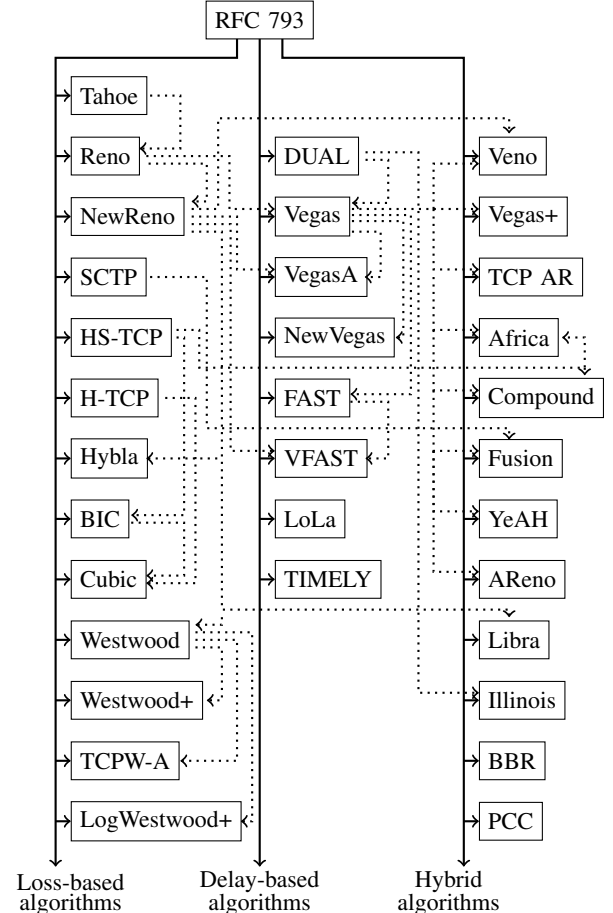 RFC 793
Tahoe
Reno
NewReno
SCTP
HS-TCP
H-TCP
Hybla
BIC
Cubic
Westwood
Westwood+
TCPW-A
LogWestwood+
Loss-based
algorithms
DUAL
Vegas
VegasA
NewVegas
FAST
VFAST
LoLa
TIMELY
Delay-based
algorithms
Veno
Vegas+
TCP AR
Africa
Compound
Fusion
YeAH
AReno
Libra
Illinois
BBR
PCC
Hybrid
algorithms